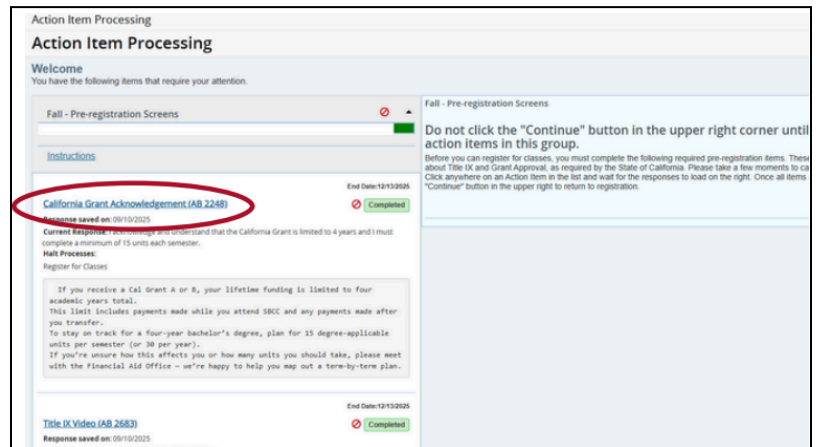 Action Item Processing
Action Item Processing
Welcome
You have the following items that require your attention.
Fall - Pre-registration Screens
Instructions
End Date:12/13/2025
California Grant Acknowledgement (AB 2248)
Completed
Response saved on: 09/10/2025
Current Response: I acknowledge and understand that the California Grant is limited to 4 years and I must
complete a minimum of 15 units each semester.
Halt Processes:
Register for Classes
If you receive a Cal Grant A or B, your lifetime funding is limited to four
academic years total.
This limit includes payments made while you attend SBCC and any payments made after
you transfer.
To stay on track for a four-year bachelor's degree, plan for 15 degree-applicable
units per semester (or 30 per year).
If you're unsure how this affects you or how many units you should take, please meet
with the Financial Aid Office – we're happy to help you map out a term-by-term plan.
End Date:12/13/2025
Title IX Video (AB 2683)
Completed
Response saved on: 09/10/2025
Fall - Pre-registration Screens
Do not click the "Continue" button in the upper right corner until
action items in this group.
Before you can register for classes, you must complete the following required pre-registration items. These
about Title IX and Grant Approval, as required by the State of California. Please take a few moments to ca
Click anywhere on an Action Item in the list and wait for the responses to load on the right. Once all items
"Continue" button in the upper right to return to registration.